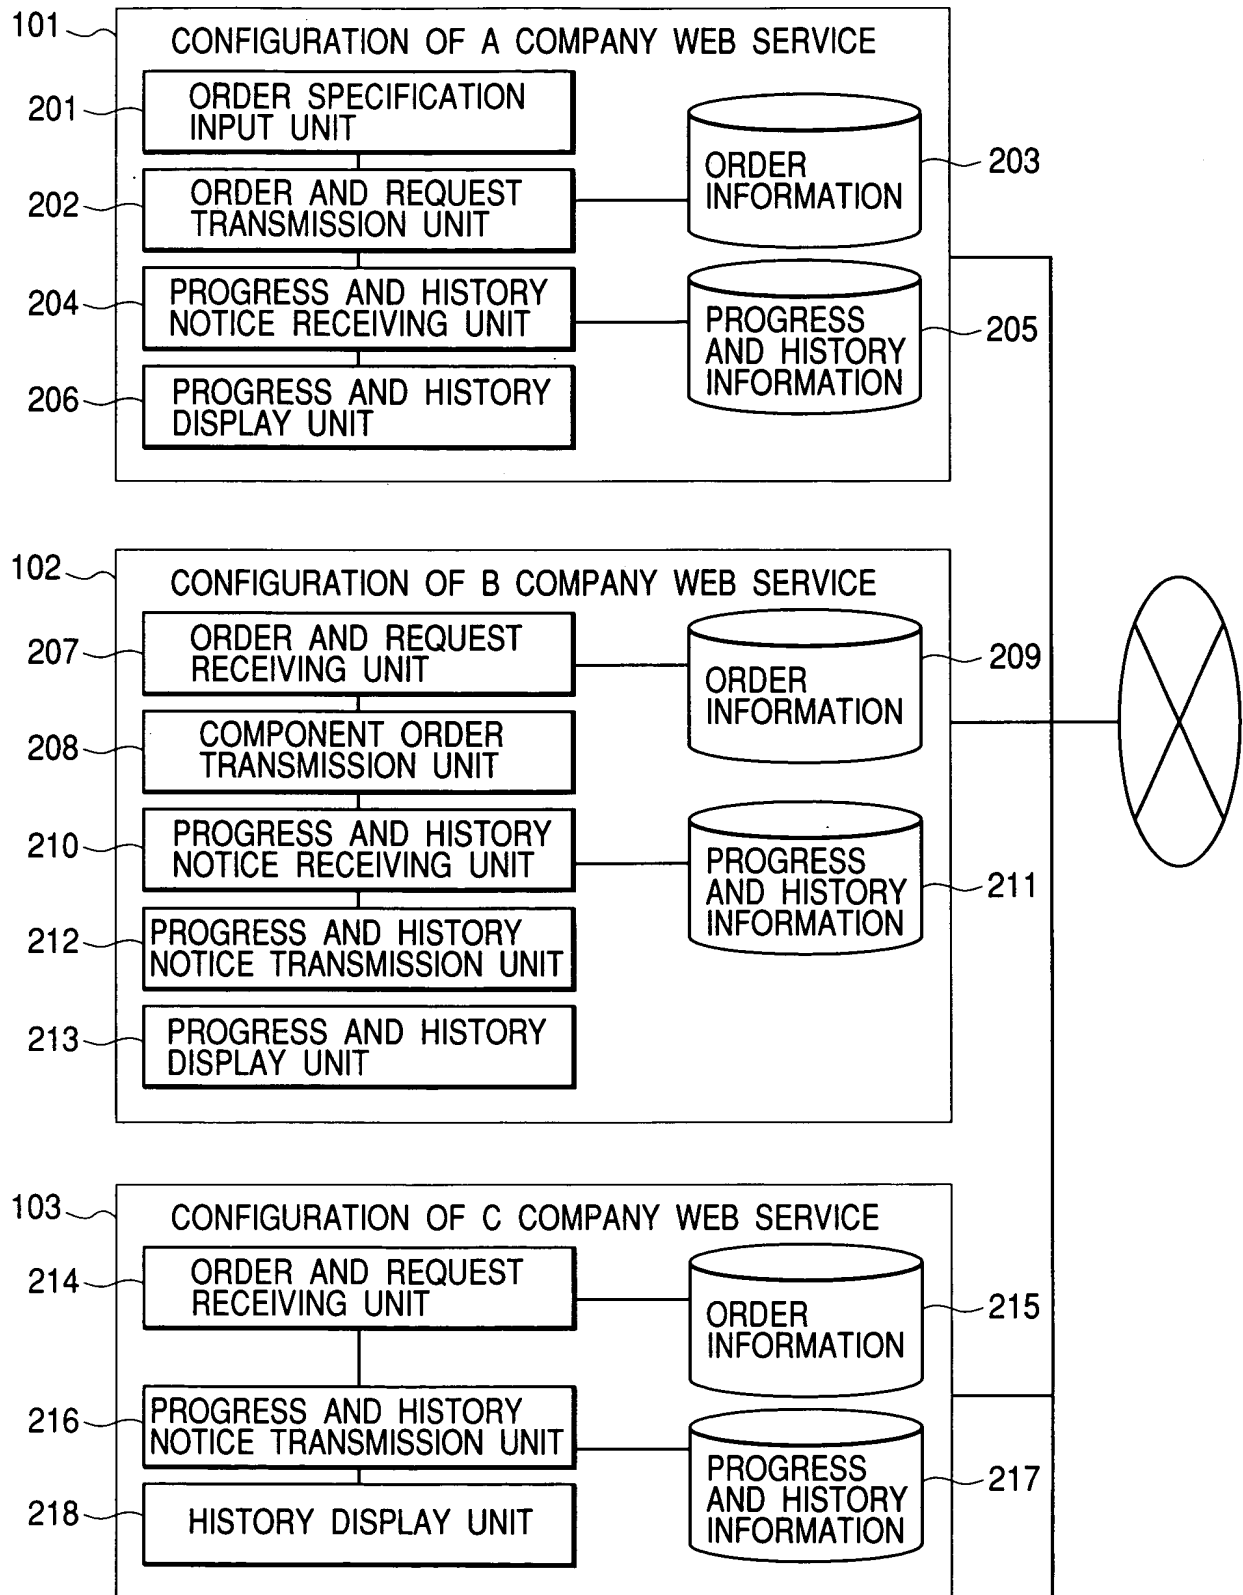 101
CONFIGURATION OF A COMPANY WEB SERVICE
201
ORDER SPECIFICATION
INPUT UNIT
202
ORDER AND REQUEST
TRANSMISSION UNIT
ORDER
INFORMATION
203
204
PROGRESS AND HISTORY
NOTICE RECEIVING UNIT
PROGRESS
AND HISTORY
INFORMATION
205
206
PROGRESS AND HISTORY
DISPLAY UNIT
102
CONFIGURATION OF B COMPANY WEB SERVICE
207
ORDER AND REQUEST
RECEIVING UNIT
ORDER
INFORMATION
209
208
COMPONENT ORDER
TRANSMISSION UNIT
210
PROGRESS AND HISTORY
NOTICE RECEIVING UNIT
PROGRESS
AND HISTORY
INFORMATION
211
212
PROGRESS AND HISTORY
NOTICE TRANSMISSION UNIT
213
PROGRESS AND HISTORY
DISPLAY UNIT
103
CONFIGURATION OF C COMPANY WEB SERVICE
214
ORDER AND REQUEST
RECEIVING UNIT
ORDER
INFORMATION
215
216
PROGRESS AND HISTORY
NOTICE TRANSMISSION UNIT
PROGRESS
AND HISTORY
INFORMATION
217
218
HISTORY DISPLAY UNIT